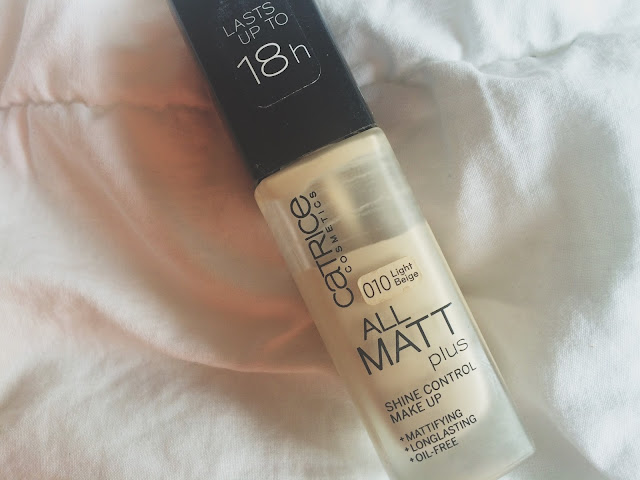 LASTS
UP TO
18h
CATRICE
COSMETICS
010 Light
Beige
ALL
MATT
plus
SHINE CONTROL
MAKE UP
+MATTIFYING
+LONGLASTING
+OIL-FREE